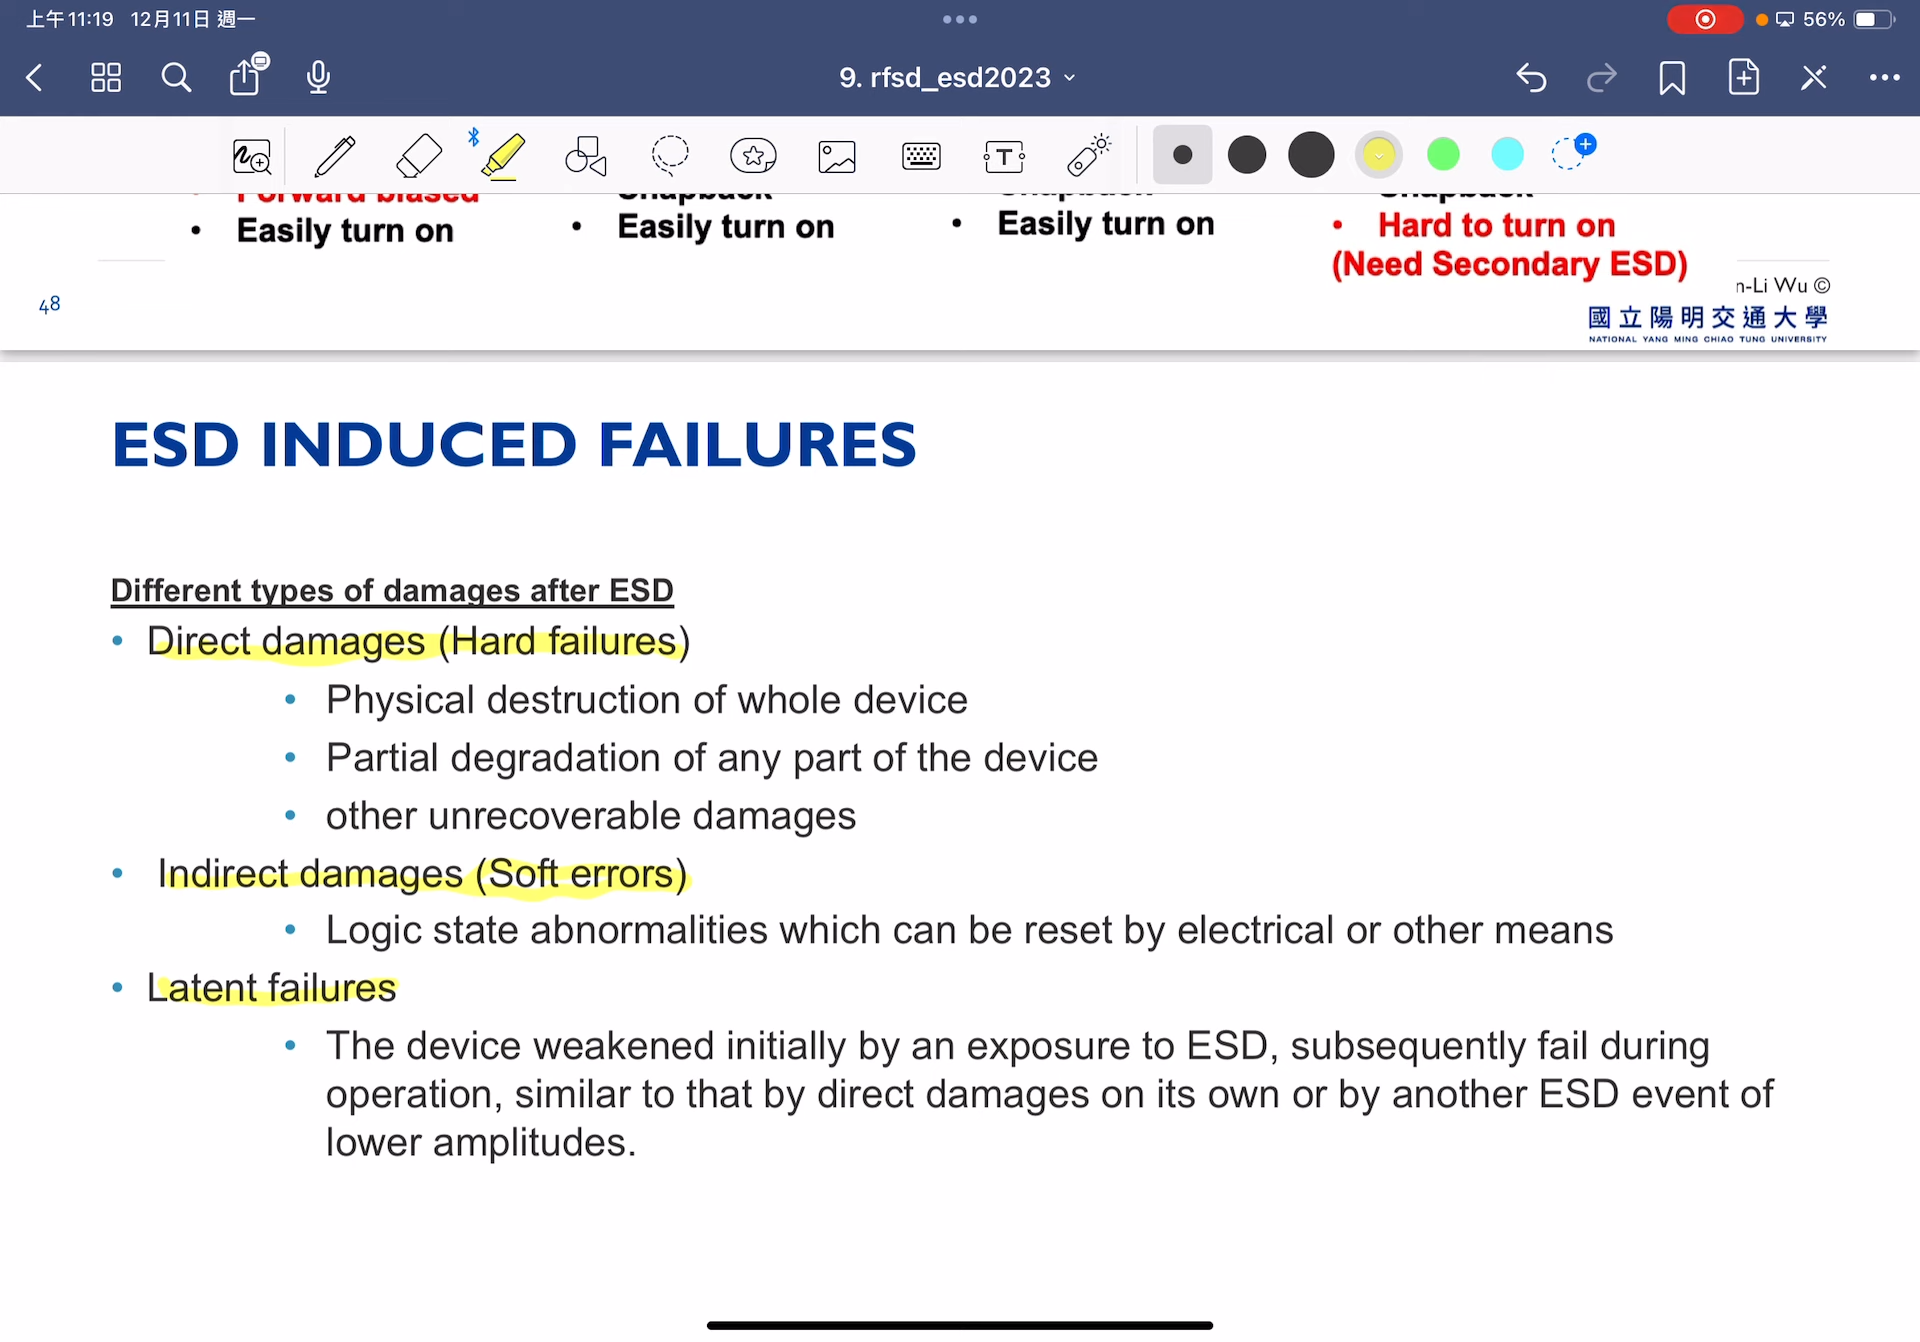 上午11:19 12月11日 週一
56%
9. rfsd_esd2023
Forward biased
• Easily turn on
• Easily turn on
• Easily turn on
• Hard to turn on
(Need Secondary ESD)
n-Li Wu ©
48
國立陽明交通大學
NATIONAL YANG MING CHIAO TUNG UNIVERSITY
ESD INDUCED FAILURES
Different types of damages after ESD
• Direct damages (Hard failures)
• Physical destruction of whole device
• Partial degradation of any part of the device
• other unrecoverable damages
• Indirect damages (Soft errors)
• Logic state abnormalities which can be reset by electrical or other means
• Latent failures
• The device weakened initially by an exposure to ESD, subsequently fail during
operation, similar to that by direct damages on its own or by another ESD event of
lower amplitudes.